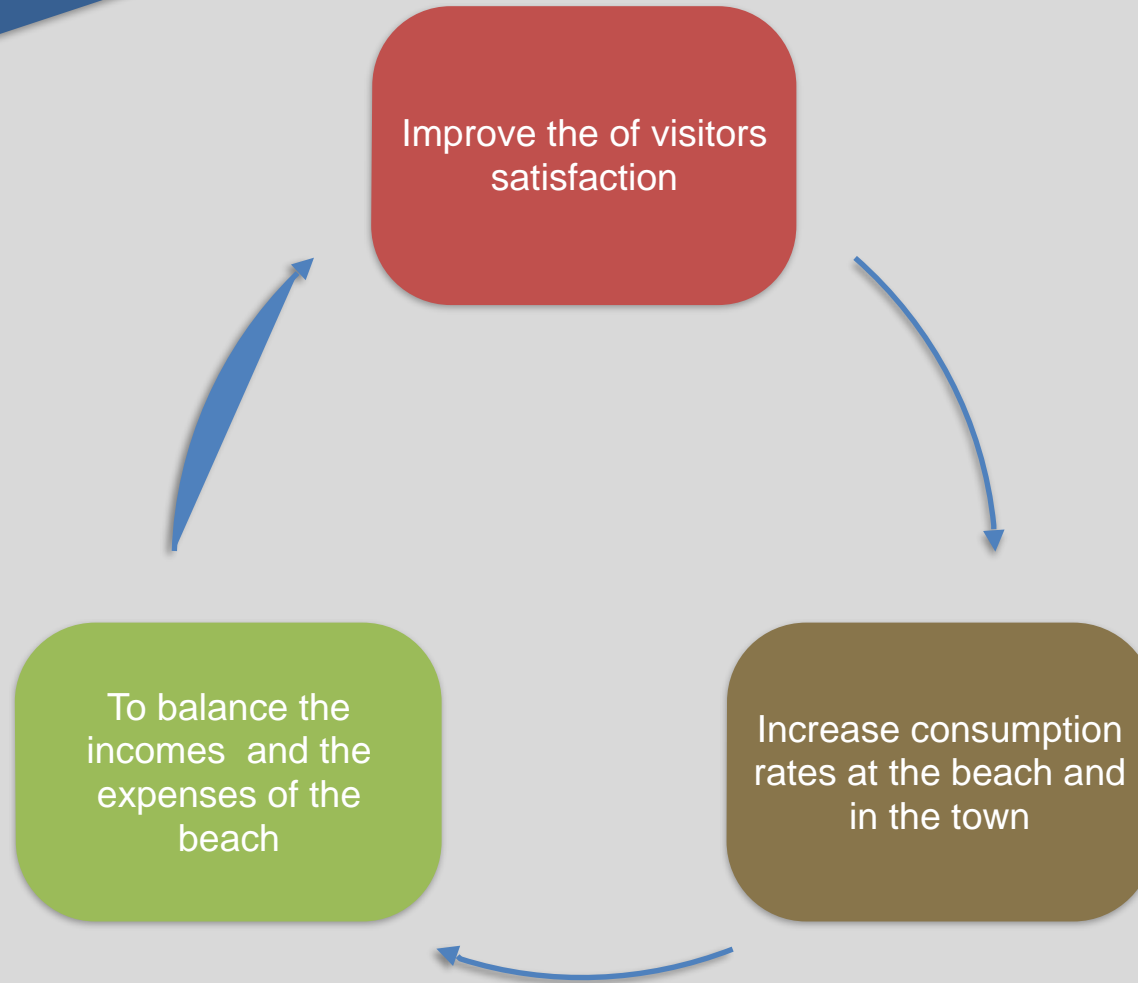 Improve the of visitors
satisfaction
To balance the
incomes  and the
expenses of the
beach
Increase consumption
rates at the beach and
in the town